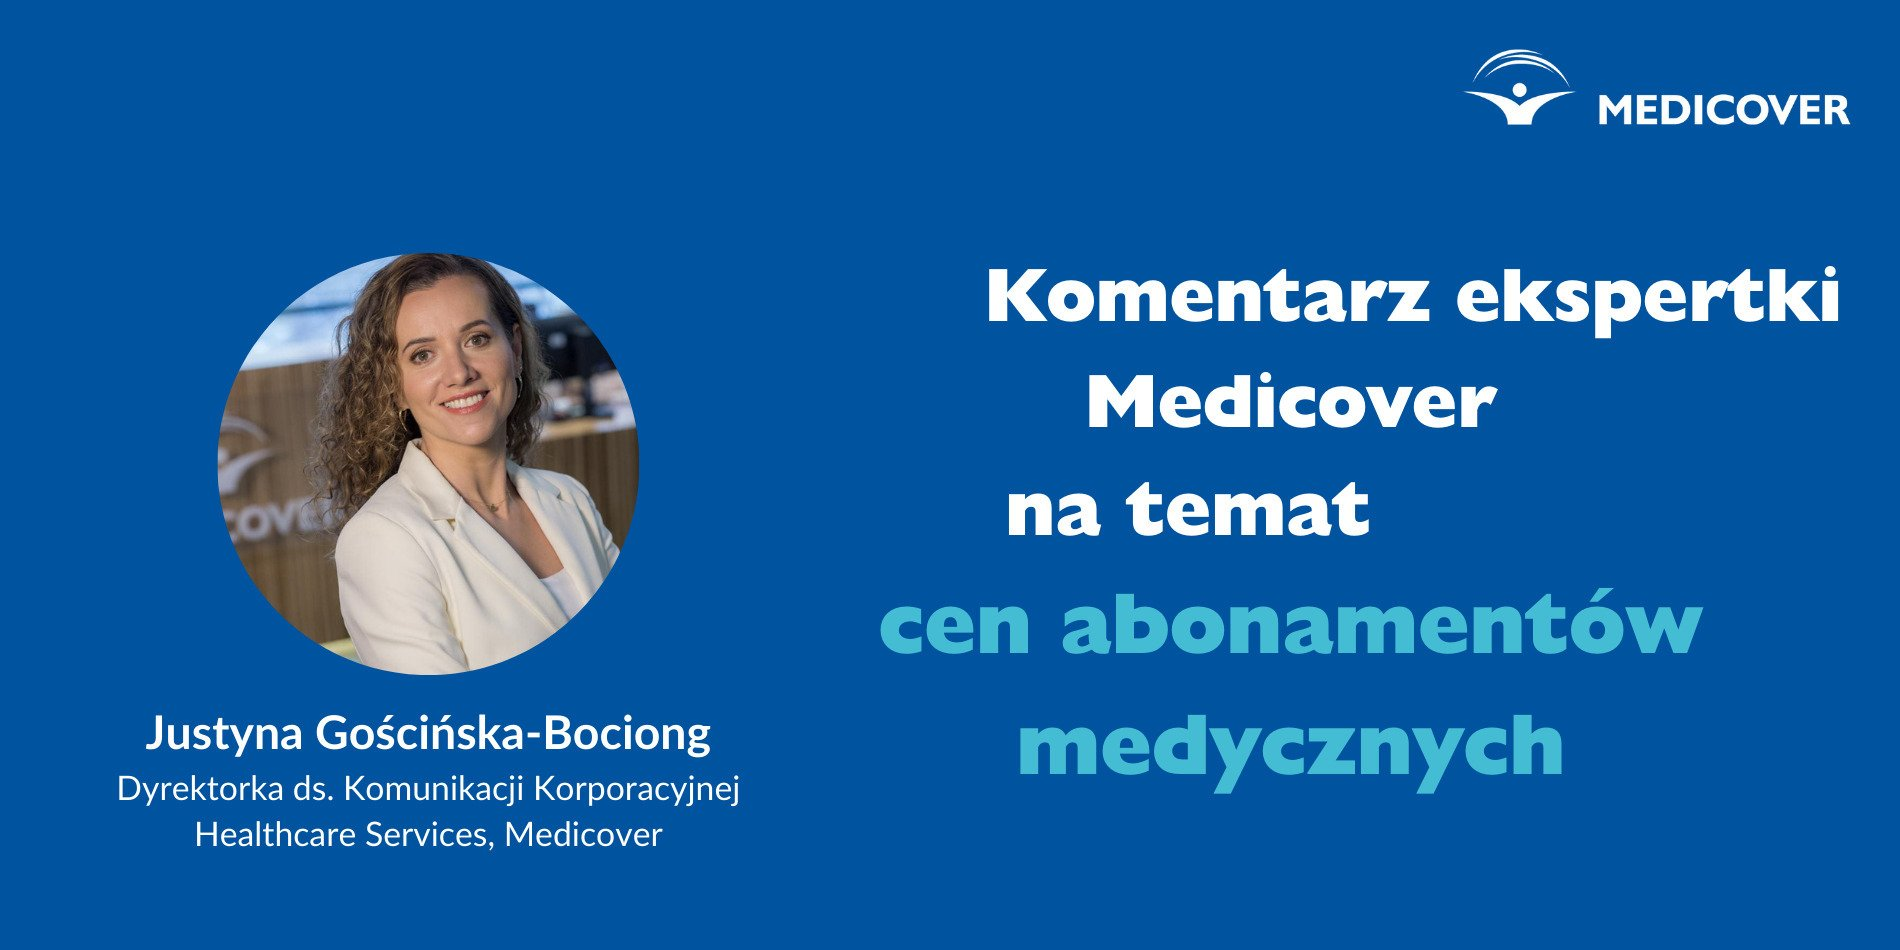 MEDICOVER
Komentarz ekspertki
Medicover
na temat
cen abonamentów
medycznych
Justyna Gościńska-Bociong
Dyrektorka ds. Komunikacji Korporacyjnej
Healthcare Services, Medicover